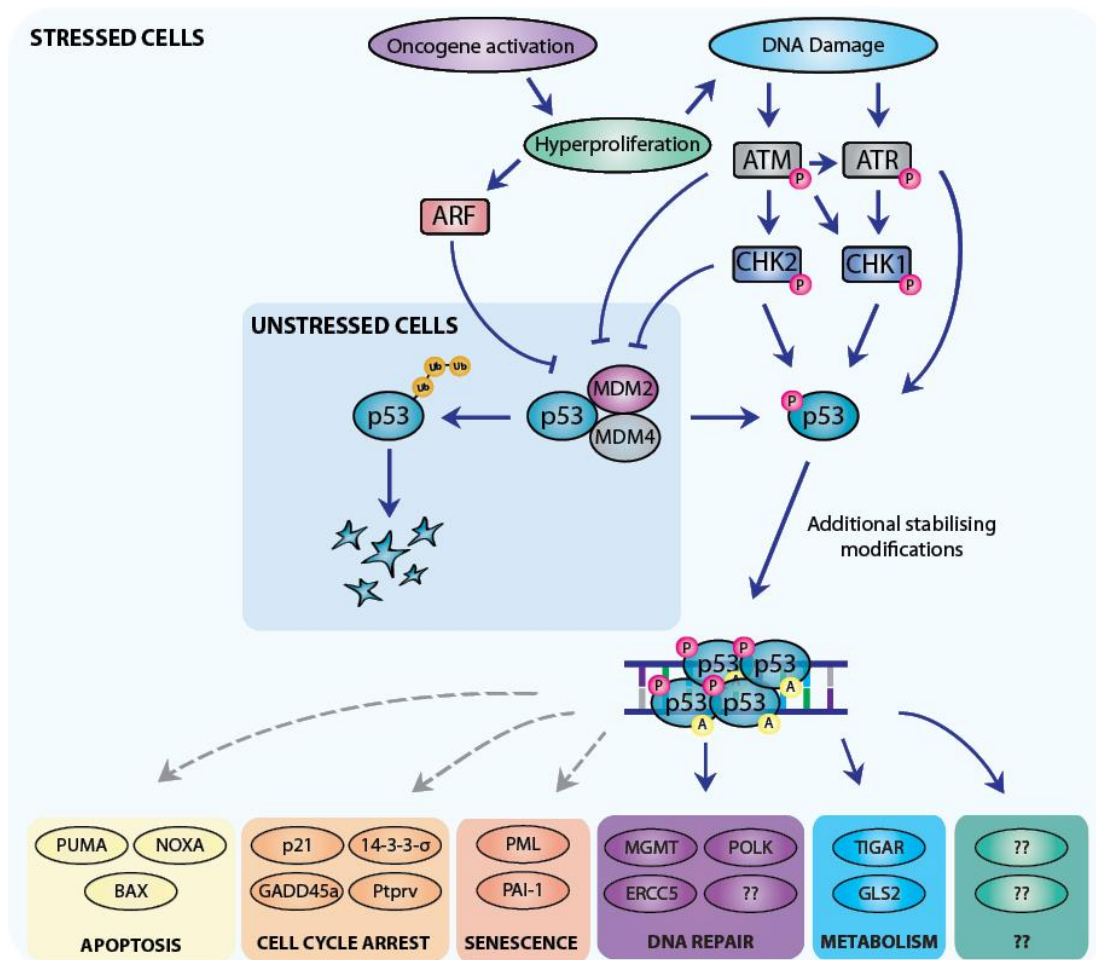 STRESSED CELLS
Oncogene activation
DNA Damage
Hyperproliferation
ATM
P
ATR
P
ARF
CHK2
P
CHK1
P
UNSTRESSED CELLS
Ub
Ub
Ub
p53
p53
MDM2
MDM4
P
p53
Additional stabilising
modifications
P
p53
P
p53
A
A
P
p53
P
p53
A
A
PUMA
NOXA
BAX
APOPTOSIS
p21
14-3-3-σ
GADD45a
Ptprv
CELL CYCLE ARREST
PML
PAI-1
SENESCENCE
MGMT
POLK
ERCC5
??
DNA REPAIR
TIGAR
GLS2
METABOLISM
??
??
??